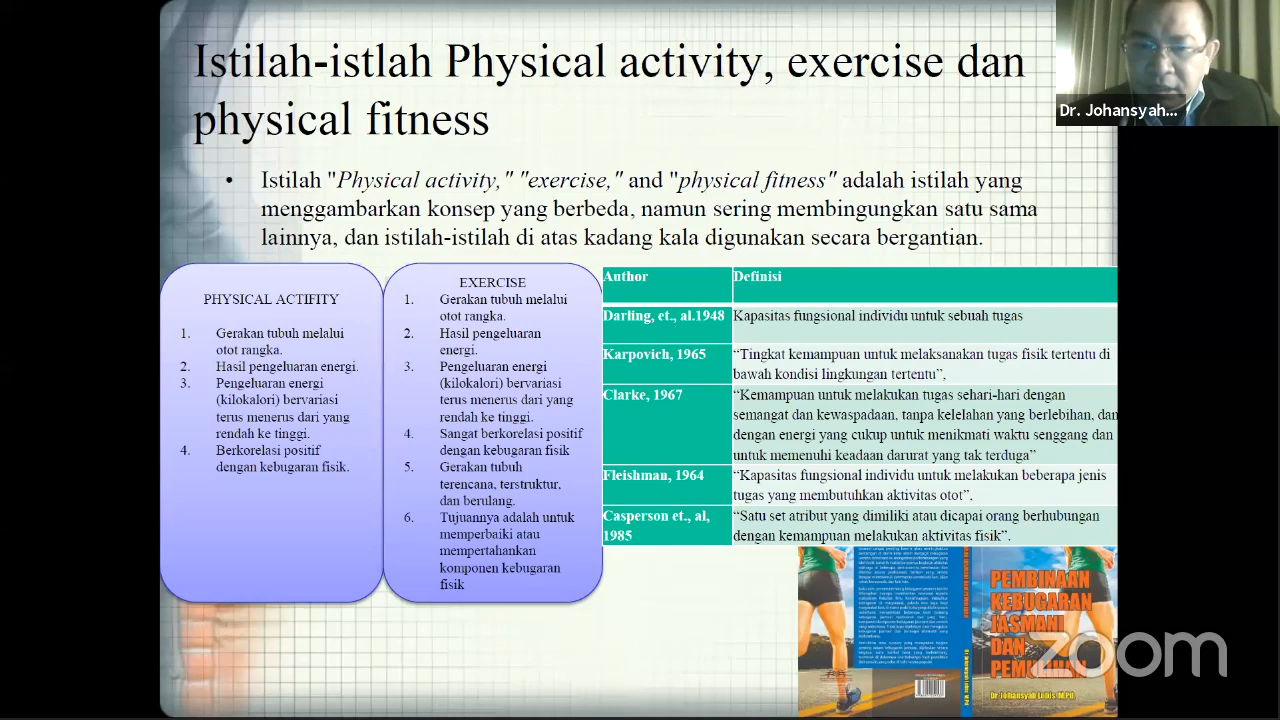 Istilah-istlah Physical activity, exercise dan
physical fitness
Dr. Johansyah...
• Istilah "Physical activity," "exercise," and "physical fitness" adalah istilah yang
menggambarkan konsep yang berbeda, namun sering membingungkan satu sama
lainnya, dan istilah-istilah di atas kadang kala digunakan secara bergantian.
PHYSICAL ACTIFITY
1. Gerakan tubuh melalui
otot rangka.
2. Hasil pengeluaran energi.
3. Pengeluaran energi
(kilokalori) bervariasi
terus menerus dari yang
rendah ke tinggi.
4. Berkorelasi positif
dengan kebugaran fisik.
EXERCISE
1. Gerakan tubuh melalui
otot rangka.
2. Hasil pengeluaran
energi.
3. Pengeluaran energi
(kilokalori) bervariasi
terus menerus dari yang
rendah ke tinggi.
4. Sangat berkorelasi positif
dengan kebugaran fisik
5. Gerakan tubuh
terencana, terstruktur,
dan berulang.
6. Tujuannya adalah untuk
memperbaiki atau
mempertahankan
komponen kebugaran
fisik
Author Definisi
Darling, et., al.1948 Kapasitas fungsional individu untuk sebuah tugas
Karpovich, 1965 “Tingkat kemampuan untuk melaksanakan tugas fisik tertentu di
bawah kondisi lingkungan tertentu”,
Clarke, 1967 “Kemampuan untuk melakukan tugas sehari-hari dengan
semangat dan kewaspadaan, tanpa kelelahan yang berlebihan, dan
dengan energi yang cukup untuk menikmati waktu senggang dan
untuk memenuhi keadaan darurat yang tak terduga”
Fleishman, 1964 “Kapasitas fungsional individu untuk melakukan beberapa jenis
tugas yang membutuhkan aktivitas otot”.
Casperson et., al, “Satu set atribut yang dimiliki atau dicapai orang berhubungan
1985 dengan kemampuan melakukan aktivitas fisik”.
PEMBINAAN
KEBUGARAN
JASMANI
DAN
Dr. Johansyah Lubis, M.Pd.
zoom